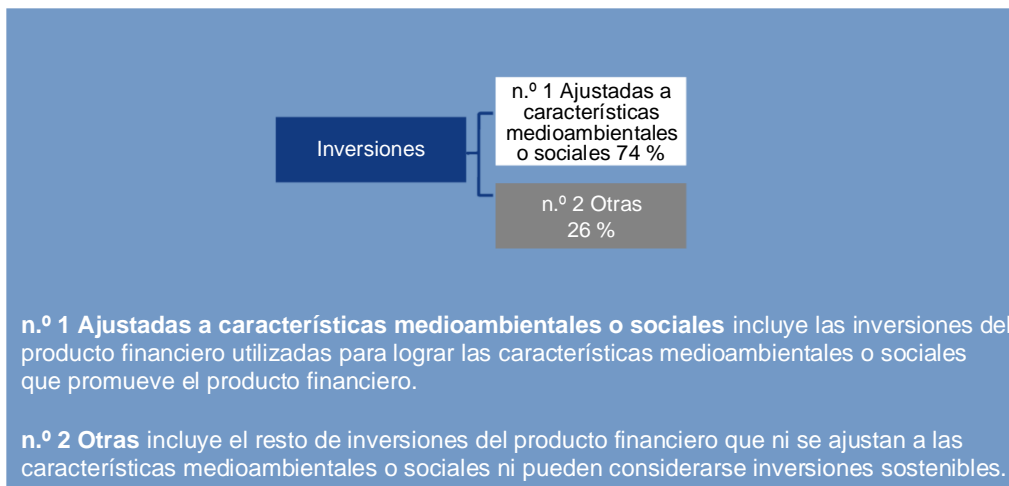 n.º 1 Ajustadas a
características
medioambientales
o sociales 74 %
Inversiones
n.º 2 Otras
26 %
n.º 1 Ajustadas a características medioambientales o sociales incluye las inversiones del
producto financiero utilizadas para lograr las características medioambientales o sociales
que promueve el producto financiero.
n.º 2 Otras incluye el resto de inversiones del producto financiero que ni se ajustan a las
características medioambientales o sociales ni pueden considerarse inversiones sostenibles.